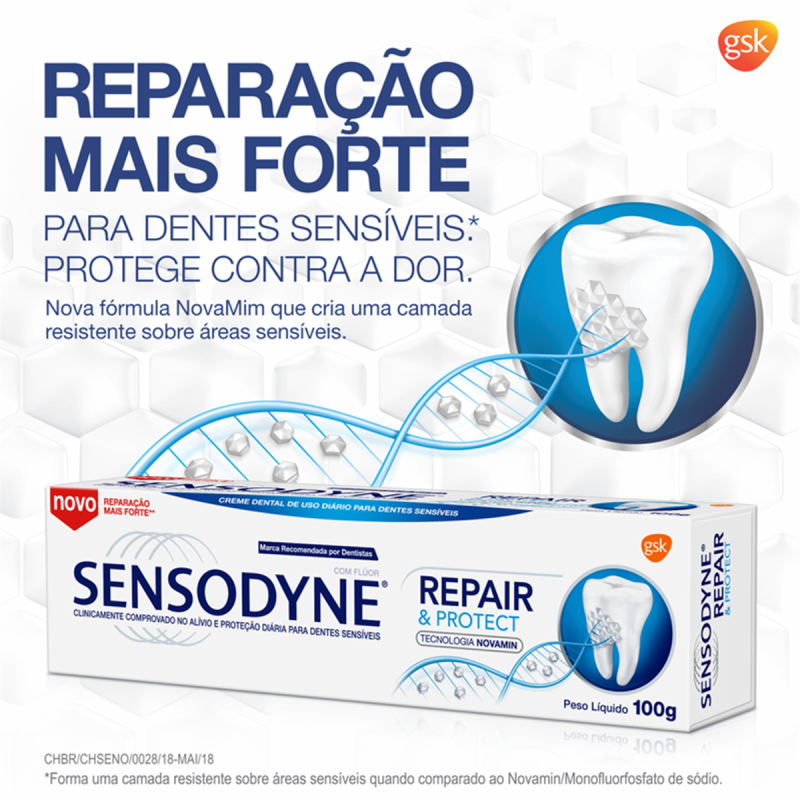 gsk
REPARAÇÃO
MAIS FORTE
PARA DENTES SENSÍVEIS.*
PROTEGE CONTRA A DOR.
Nova fórmula NovaMim que cria uma camada
resistente sobre áreas sensíveis.
SENSODYNE
REPAIR
CREME DENTAL DE USO DIÁRIO PARA DENTES SENSÍVEIS
novo
REPARAÇÃO
MAIS FORTE**
Marca Recomendada por Dentistas
COM FLÚOR
SENSODYNE®
CLINICAMENTE COMPROVADO NO ALÍVIO E PROTEÇÃO DIÁRIA PARA DENTES SENSÍVEIS
REPAIR
& PROTECT
TECNOLOGIA NOVAMIN
gsk
Peso Líquido 100g
SENSODYNE®
REPAIR
& PROTECT
CHBR/CHSENO/0028/18-MAI/18
*Forma uma camada resistente sobre áreas sensíveis quando comparado ao Novamin/Monofluorfosfato de sódio.